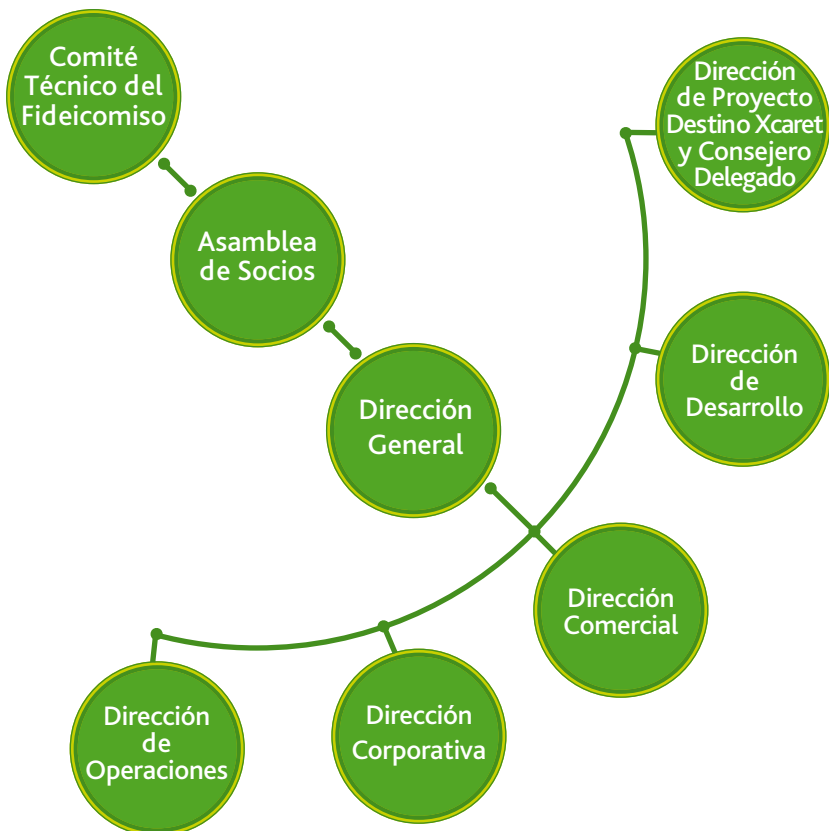 Comité
Técnico del
Fideicomiso
Asamblea
de Socios
Dirección
General
Dirección
de Proyecto
Destino Xcaret
y Consejero
Delegado
Dirección
de
Desarrollo
Dirección
Comercial
Dirección
Corporativa
Dirección
de
Operaciones